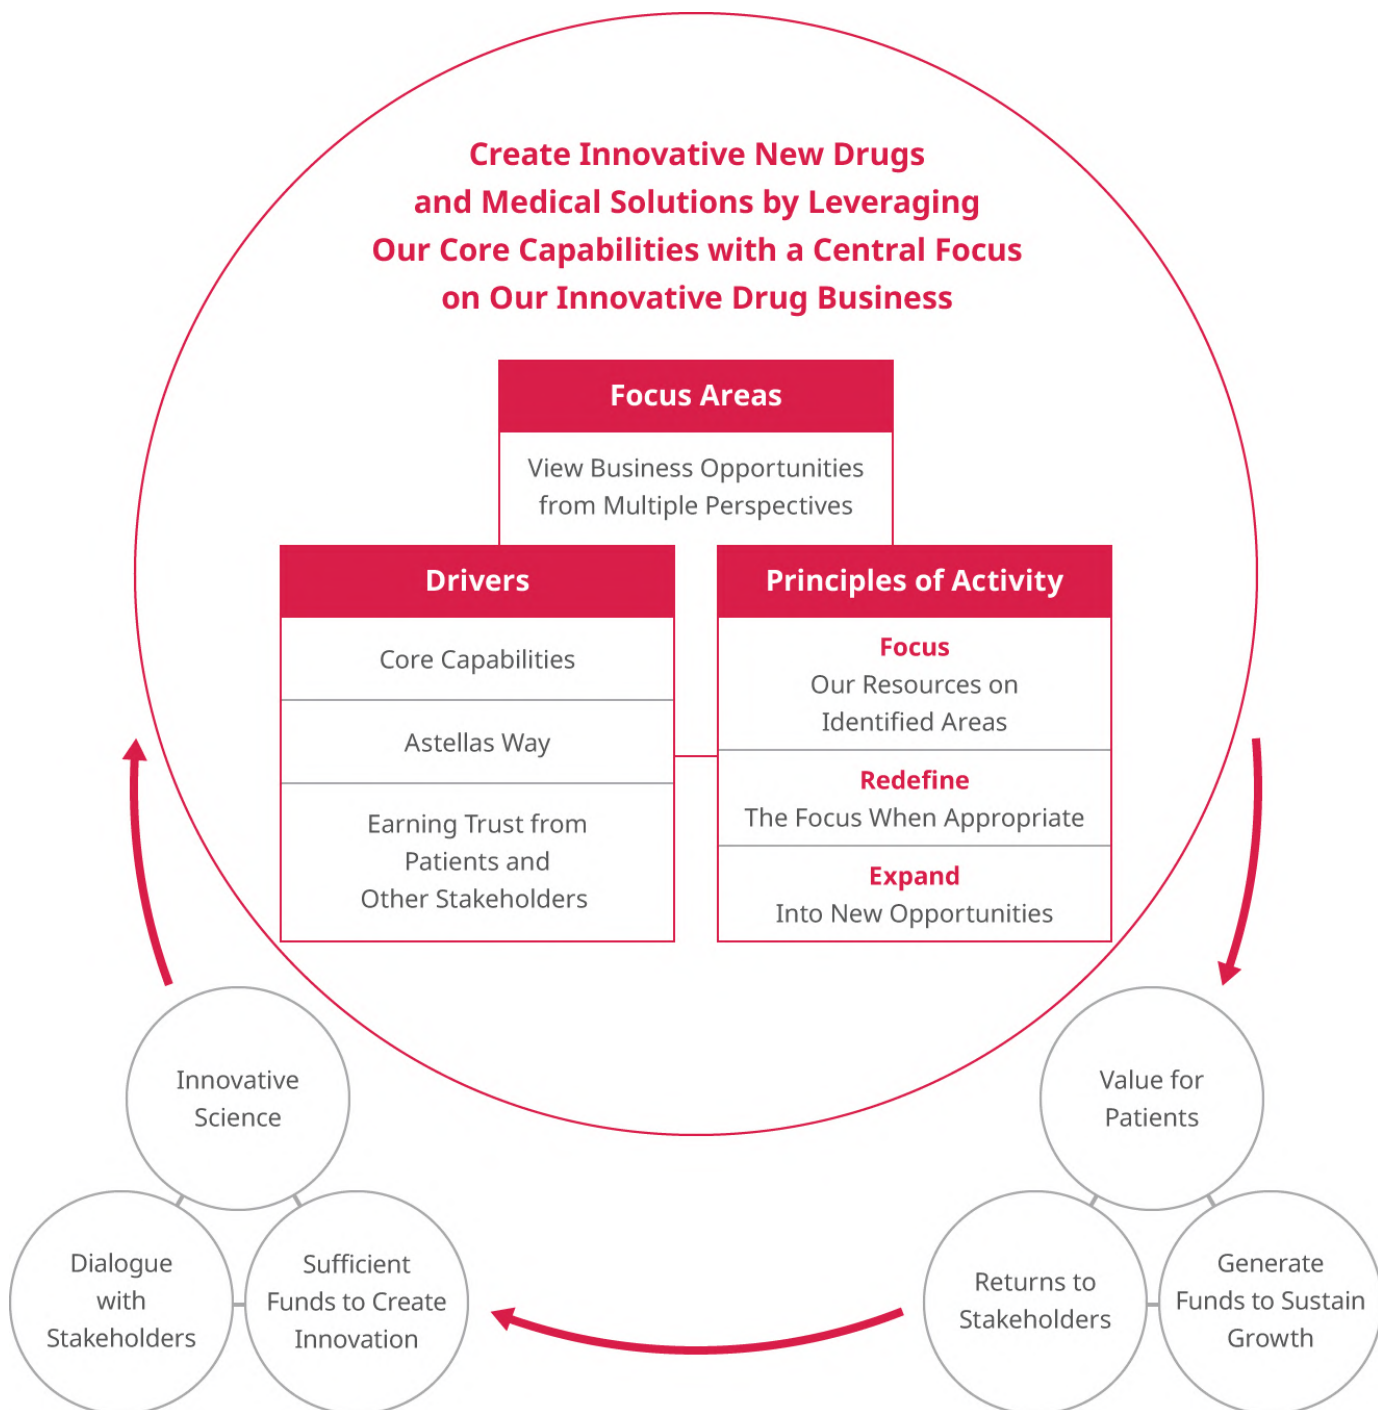 Create Innovative New Drugs
and Medical Solutions by Leveraging
Our Core Capabilities with a Central Focus
on Our Innovative Drug Business
Focus Areas
View Business Opportunities
from Multiple Perspectives
Drivers
Core Capabilities
Astellas Way
Earning Trust from
Patients and
Other Stakeholders
Principles of Activity
Focus
Our Resources on
Identified Areas
Redefine
The Focus When Appropriate
Expand
Into New Opportunities
Innovative
Science
Dialogue
with
Stakeholders
Sufficient
Funds to Create
Innovation
Value for
Patients
Returns to
Stakeholders
Generate
Funds to Sustain
Growth